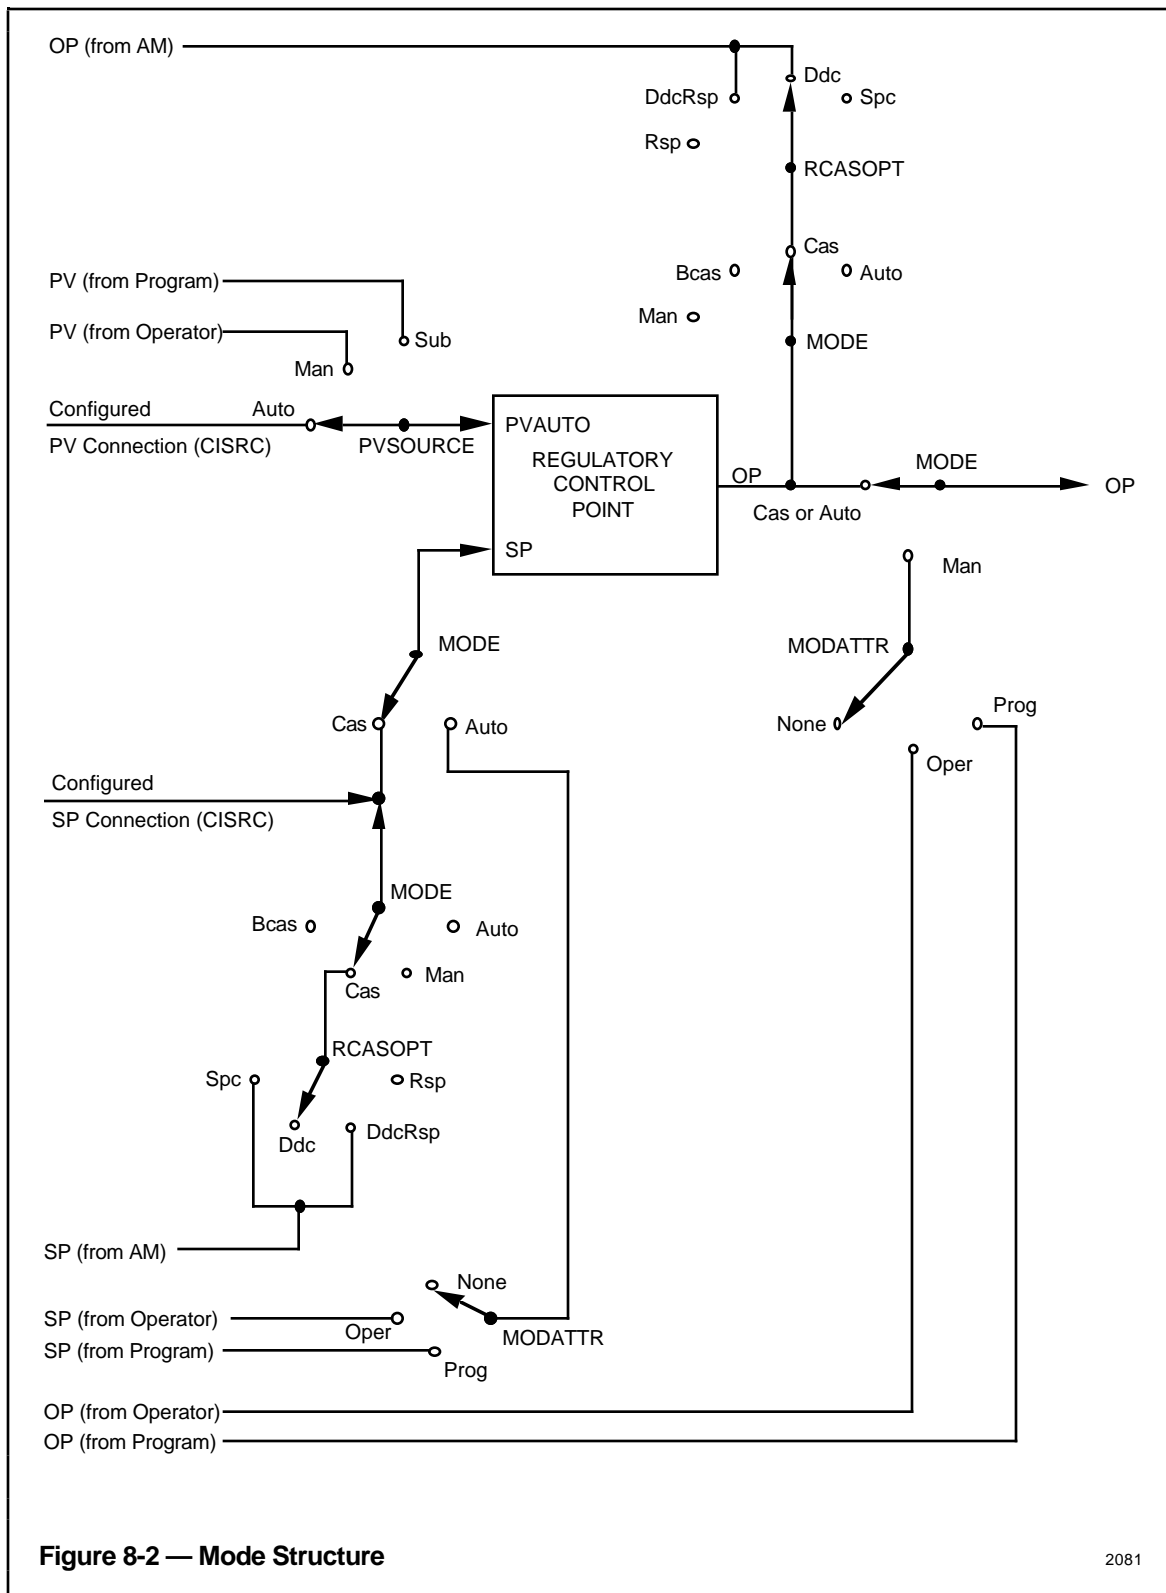 OP (from AM)
Ddc
DdcRsp
Spc
Rsp
RCASOPT
Cas
Bcas
Auto
Man
MODE
PV (from Program)
PV (from Operator)
Sub
Man
Configured
Auto
PV Connection (CISRC)
PVSOURCE
PVAUTO
REGULATORY
CONTROL
POINT
SP
OP
MODE
OP
Cas or Auto
Man
MODATTR
None
Prog
Oper
MODE
Cas
Auto
Configured
SP Connection (CISRC)
MODE
Bcas
Auto
Cas
Man
RCASOPT
Spc
Rsp
Ddc
DdcRsp
SP (from AM)
None
SP (from Operator)
Oper
MODATTR
SP (from Program)
Prog
OP (from Operator)
OP (from Program)
Figure 8-2 — Mode Structure
2081